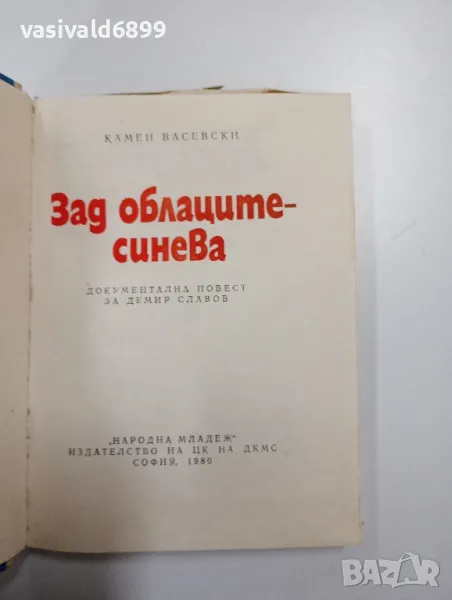 vasivald6899
КАМЕН ВАСЕВСКИ
Зад облаците-
синева
ДОКУМЕНТАЛНА ПОВЕСТ
ЗА ДЕМИР СЛАВОВ
„НАРОДНА МЛАДЕЖ“
ИЗДАТЕЛСТВО НА ЦК НА ДКМС
СОФИЯ, 1980
BAZAR